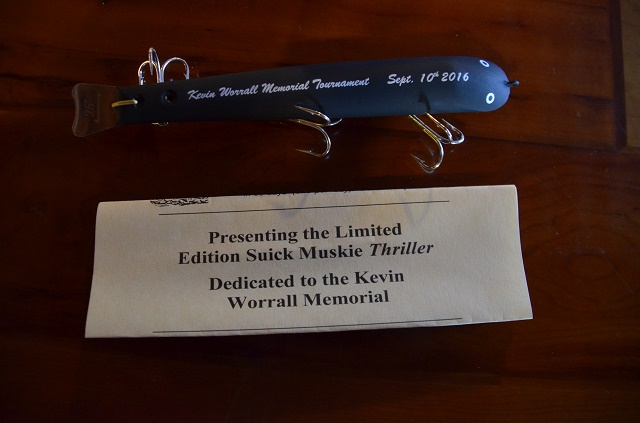 Kevin Worrall Memorial Tournament Sept. 10th 2016
Presenting the Limited
Edition Suick Muskie Thriller
Dedicated to the Kevin
Worrall Memorial